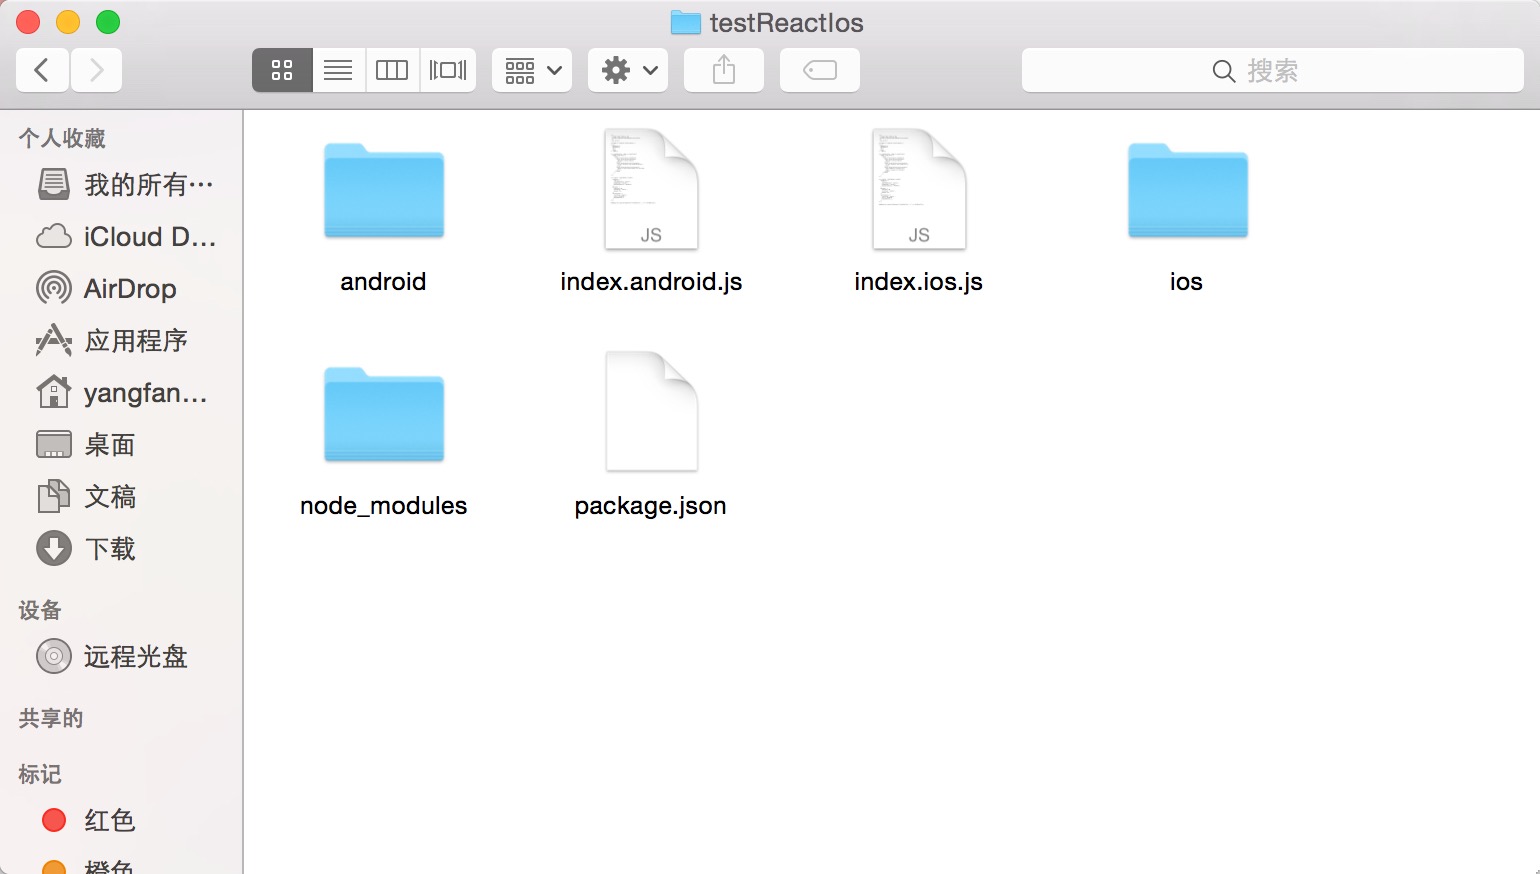 testReactIos
搜索
个人收藏
我的所有…
iCloud D...
AirDrop
应用程序
yangfan...
桌面
文稿
下载
设备
远程光盘
共享的
标记
红色
橙色
android
JS
index.android.js
JS
index.ios.js
ios
node_modules
package.json